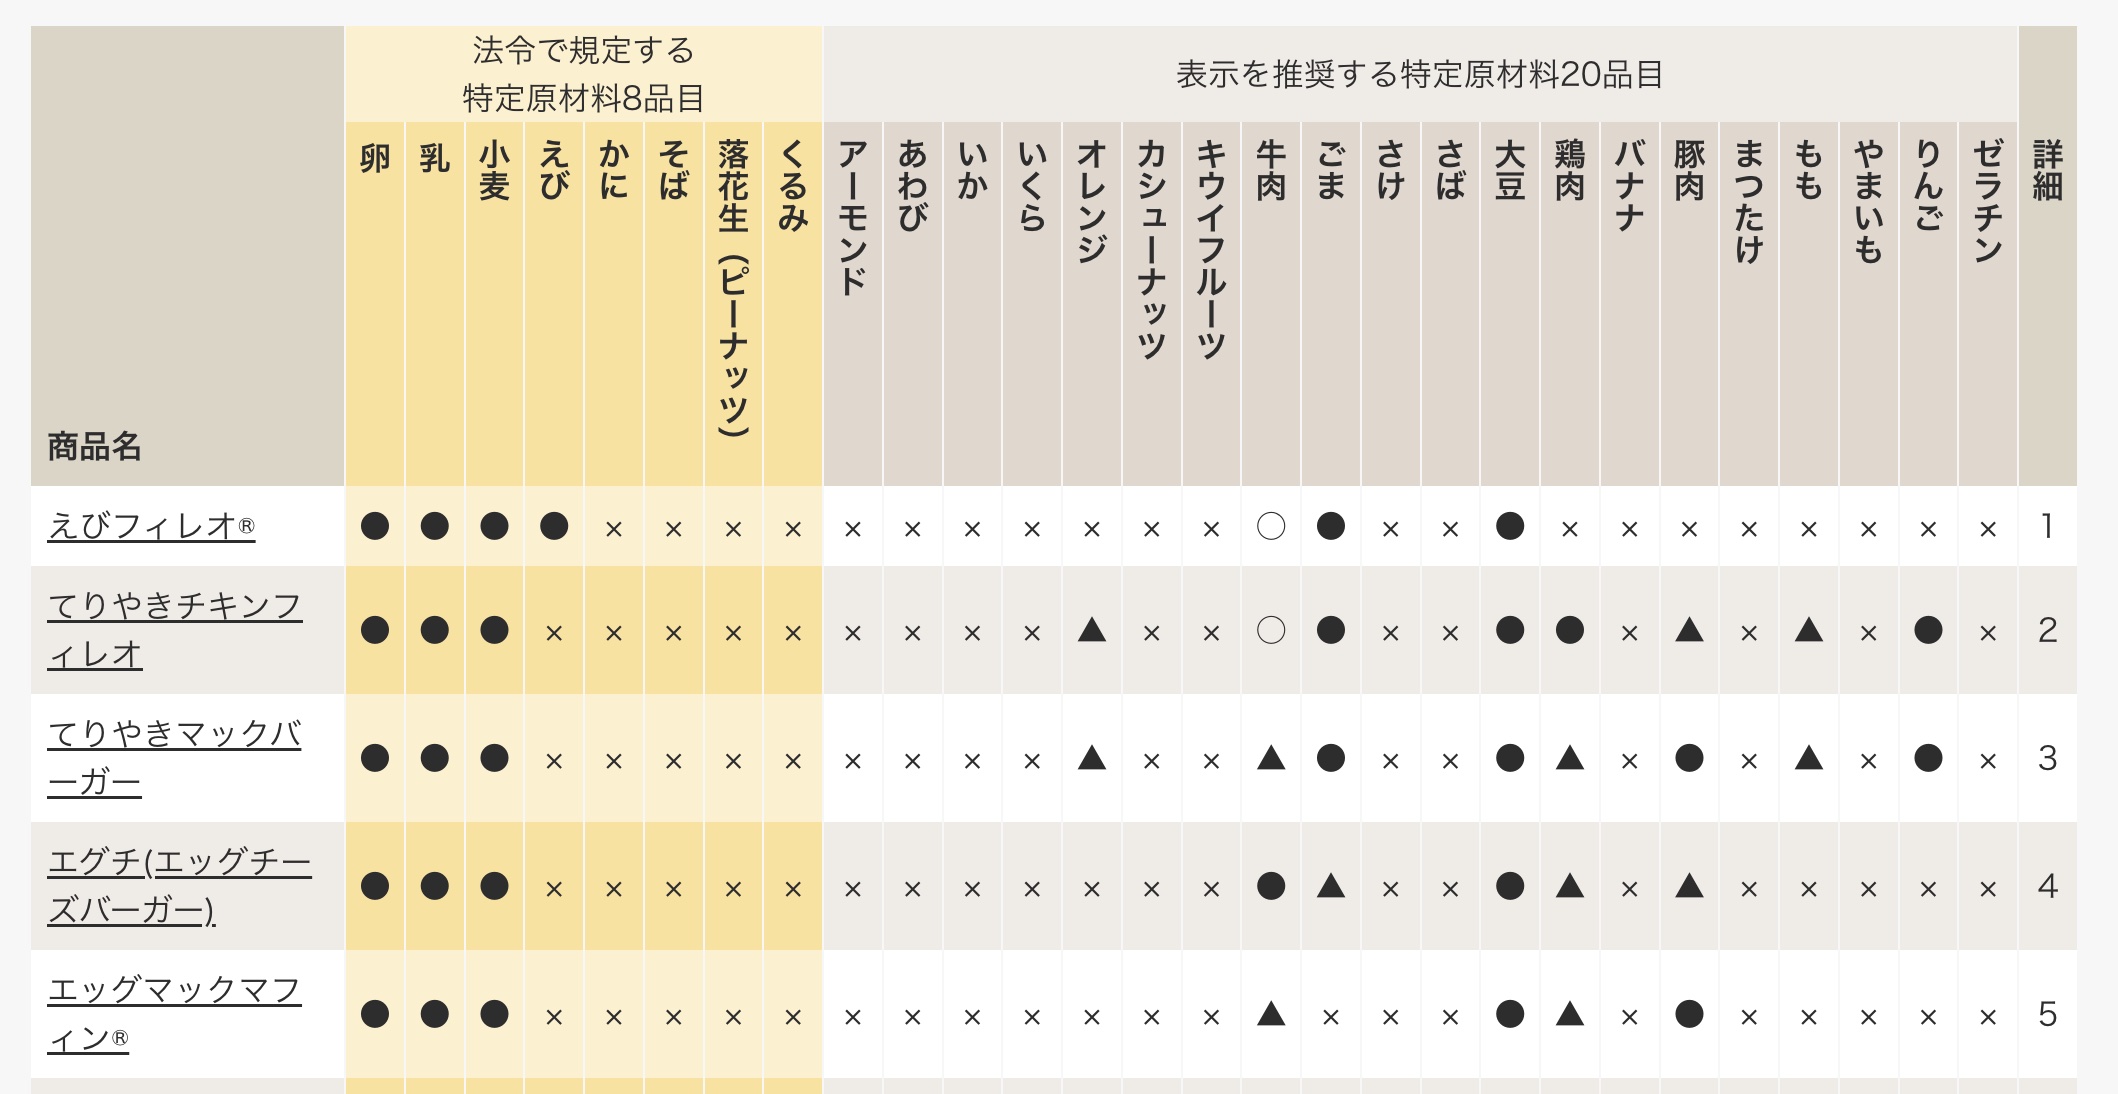 法令で規定する
特定原材料8品目
表示を推奨する特定原材料20品目
商品名
卵
乳
小麦
えび
かに
そば
落花生（ピーナッツ）
くるみ
アーモンド
あわび
いか
いくら
オレンジ
カシューナッツ
キウイフルーツ
牛肉
ごま
さけ
さば
大豆
鶏肉
バナナ
豚肉
まつたけ
もも
やまいも
りんご
ゼラチン
詳細
えびフィレオ®
● ● ● ● × × × × × × × × × × × ○ ● × × ● × × × × × × × × 1
てりやきチキンフ
ィレオ
● ● ● × × × × × × × × × ▲ × × ○ ● × × ● ● × ▲ × ▲ × ● × 2
てりやきマックバ
ーガー
● ● ● × × × × × × × × × ▲ × × ▲ ● × × ● ▲ × ● × ▲ × ● × 3
エグチ(エッグチー
ズバーガー)
● ● ● × × × × × × × × × × × × ● ▲ × × ● ▲ × ▲ × × × × × 4
エッグマックマフ
ィン®
● ● ● × × × × × × × × × × × × ▲ × × × ● ▲ × ● × × × × × 5